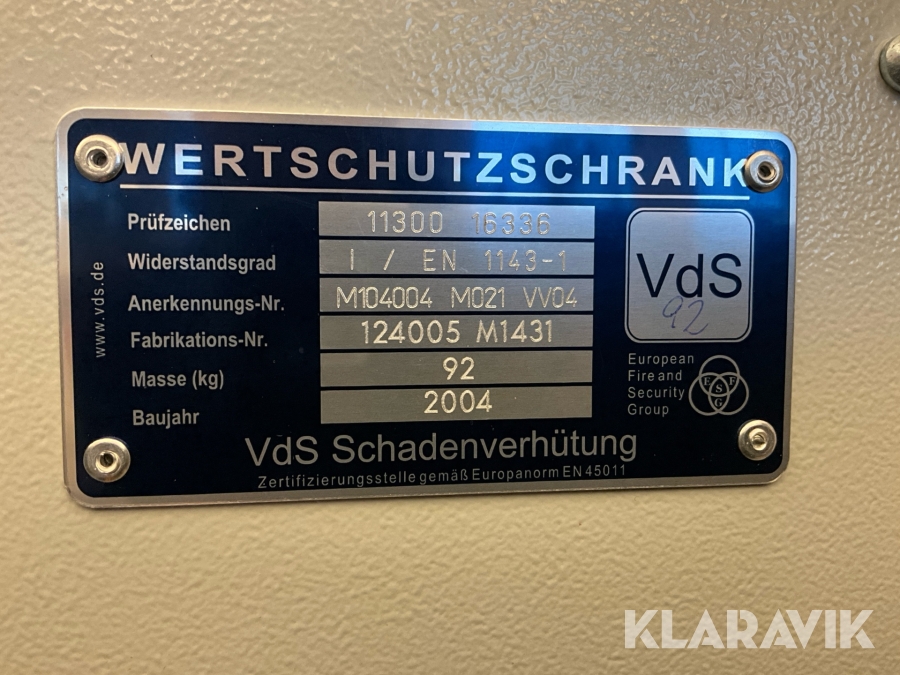 WERTSCHUTZSCHRANK
Prüfzeichen 11300 16336
Widerstandsgrad I / EN 1143-1
Anerkennungs-Nr. M104004 M021 VV04
Fabrikations-Nr. 124005 M1431
Masse (kg) 92
Baujahr 2004
www.vds.de
VdS
92
European
Fire and
Security
Group
E F S G
VdS Schadenverhütung
Zertifizierungsstelle gemäß Europanorm EN 45011
KLARAVIK